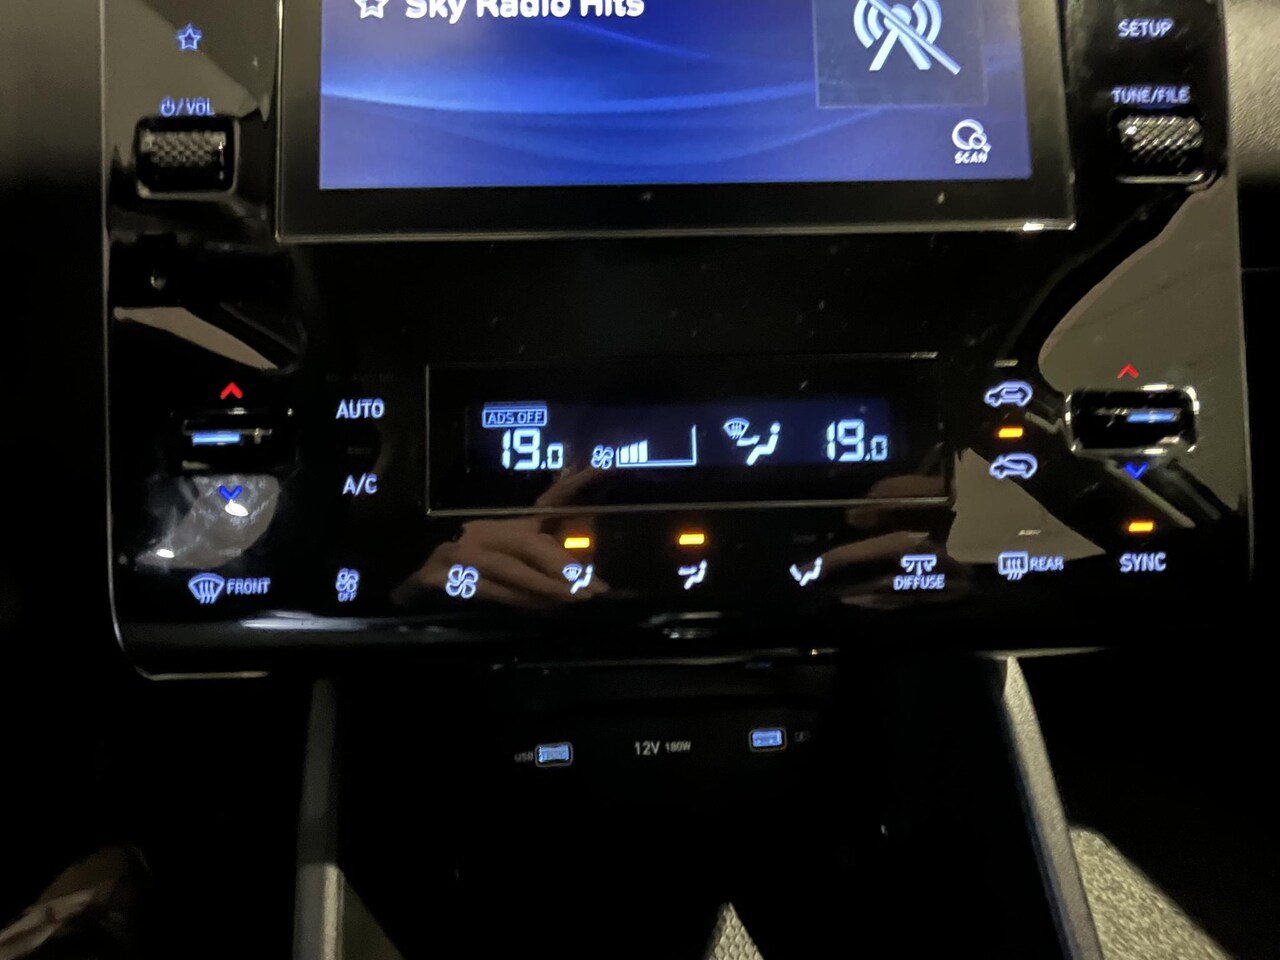 Sky Radio Hits
SCAN
SETUP
/VOL
TUNE/FILE
AUTO
A/C
ADS OFF
19.0
19.0
FRONT
OFF
DIFFUSE
REAR
SYNC
USB
12V 180W